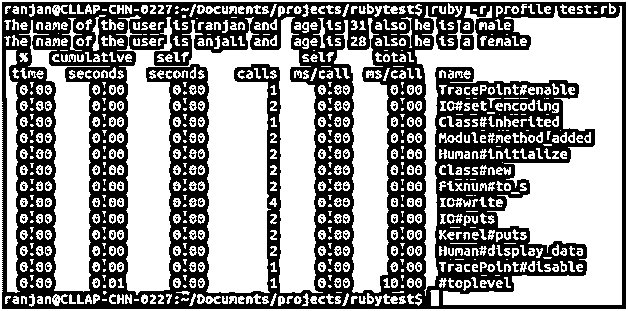 ranjan@CLLAP-CHN-0227:~/Documents/projects/rubytest$ ruby -r profile test.rb
The name of the user is ranjan and  age is 31 also he is a male
The name of the user is anjali and  age is 28 also he is a female
  %   cumulative   self              self     total
 time   seconds   seconds    calls  ms/call  ms/call  name
  0.00     0.00      0.00        1     0.00     0.00  TracePoint#enable
  0.00     0.00      0.00        2     0.00     0.00  IO#set_encoding
  0.00     0.00      0.00        1     0.00     0.00  Class#inherited
  0.00     0.00      0.00        2     0.00     0.00  Module#method_added
  0.00     0.00      0.00        2     0.00     0.00  Human#initialize
  0.00     0.00      0.00        2     0.00     0.00  Class#new
  0.00     0.00      0.00        2     0.00     0.00  Fixnum#to_s
  0.00     0.00      0.00        4     0.00     0.00  IO#write
  0.00     0.00      0.00        2     0.00     0.00  IO#puts
  0.00     0.00      0.00        2     0.00     0.00  Kernel#puts
  0.00     0.00      0.00        2     0.00     0.00  Human#display_data
  0.00     0.00      0.00        1     0.00     0.00  TracePoint#disable
  0.00     0.01      0.00        1     0.00    10.00  #toplevel
ranjan@CLLAP-CHN-0227:~/Documents/projects/rubytest$